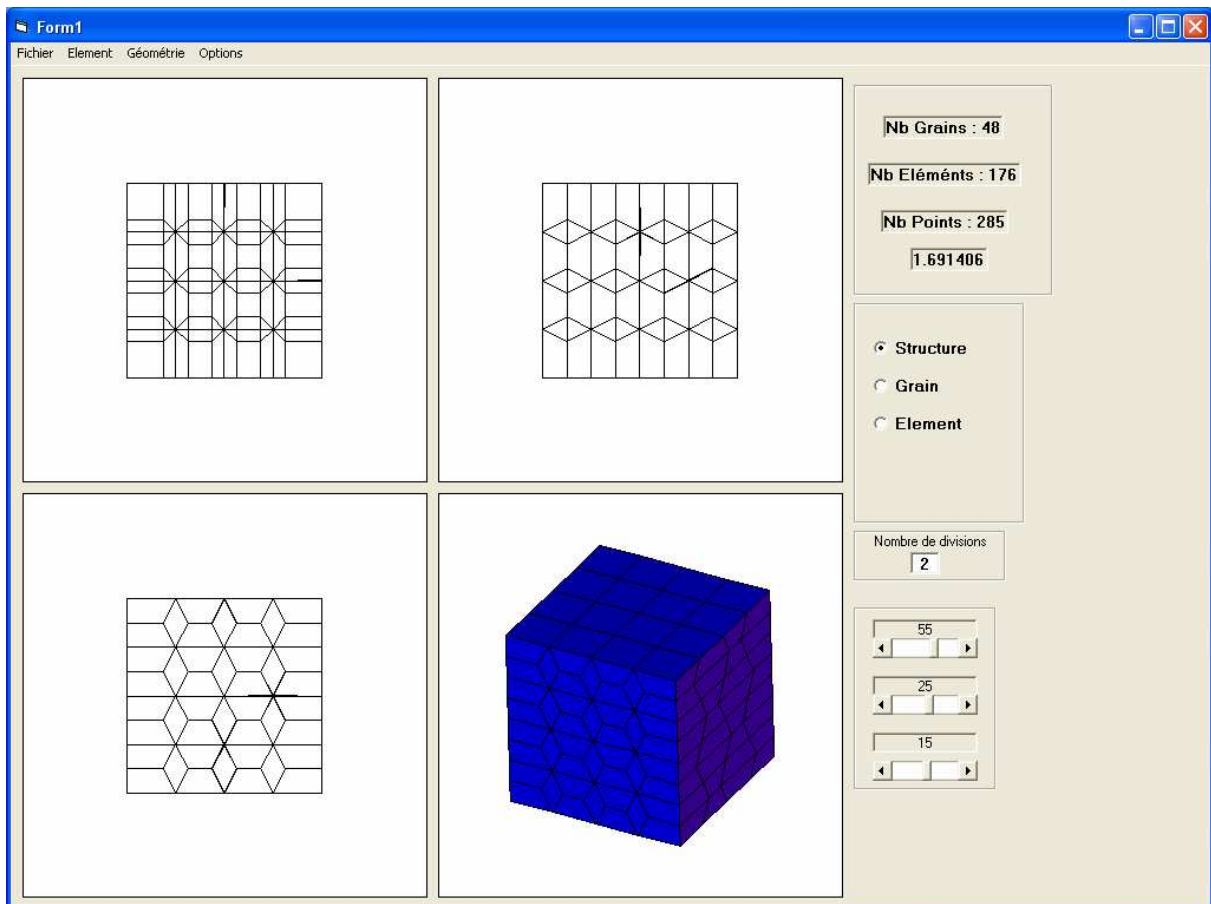 Form1
Fichier Element Géométrie Options
Nb Grains : 48
Nb Eléménts : 176
Nb Points : 285
1.691406
Structure
Grain
Element
Nombre de divisions
2
55
25
15